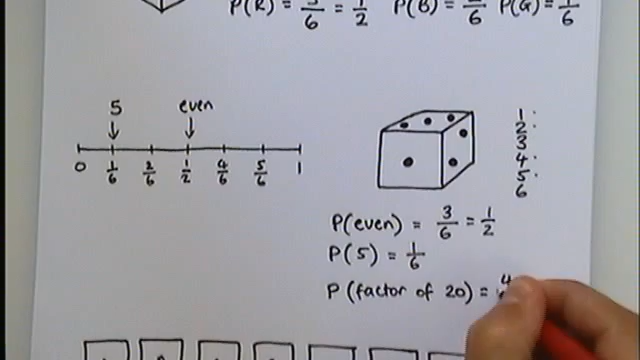 P(R) = 3/6 = 1/2 P(B) = /6 P(G) = 1/6
5 even
0 1/6 2/6 1/2 4/6 5/6 1
1
2
3
4
5
6
P(even) = 3/6 = 1/2
P(5) = 1/6
P(factor of 20) = 4